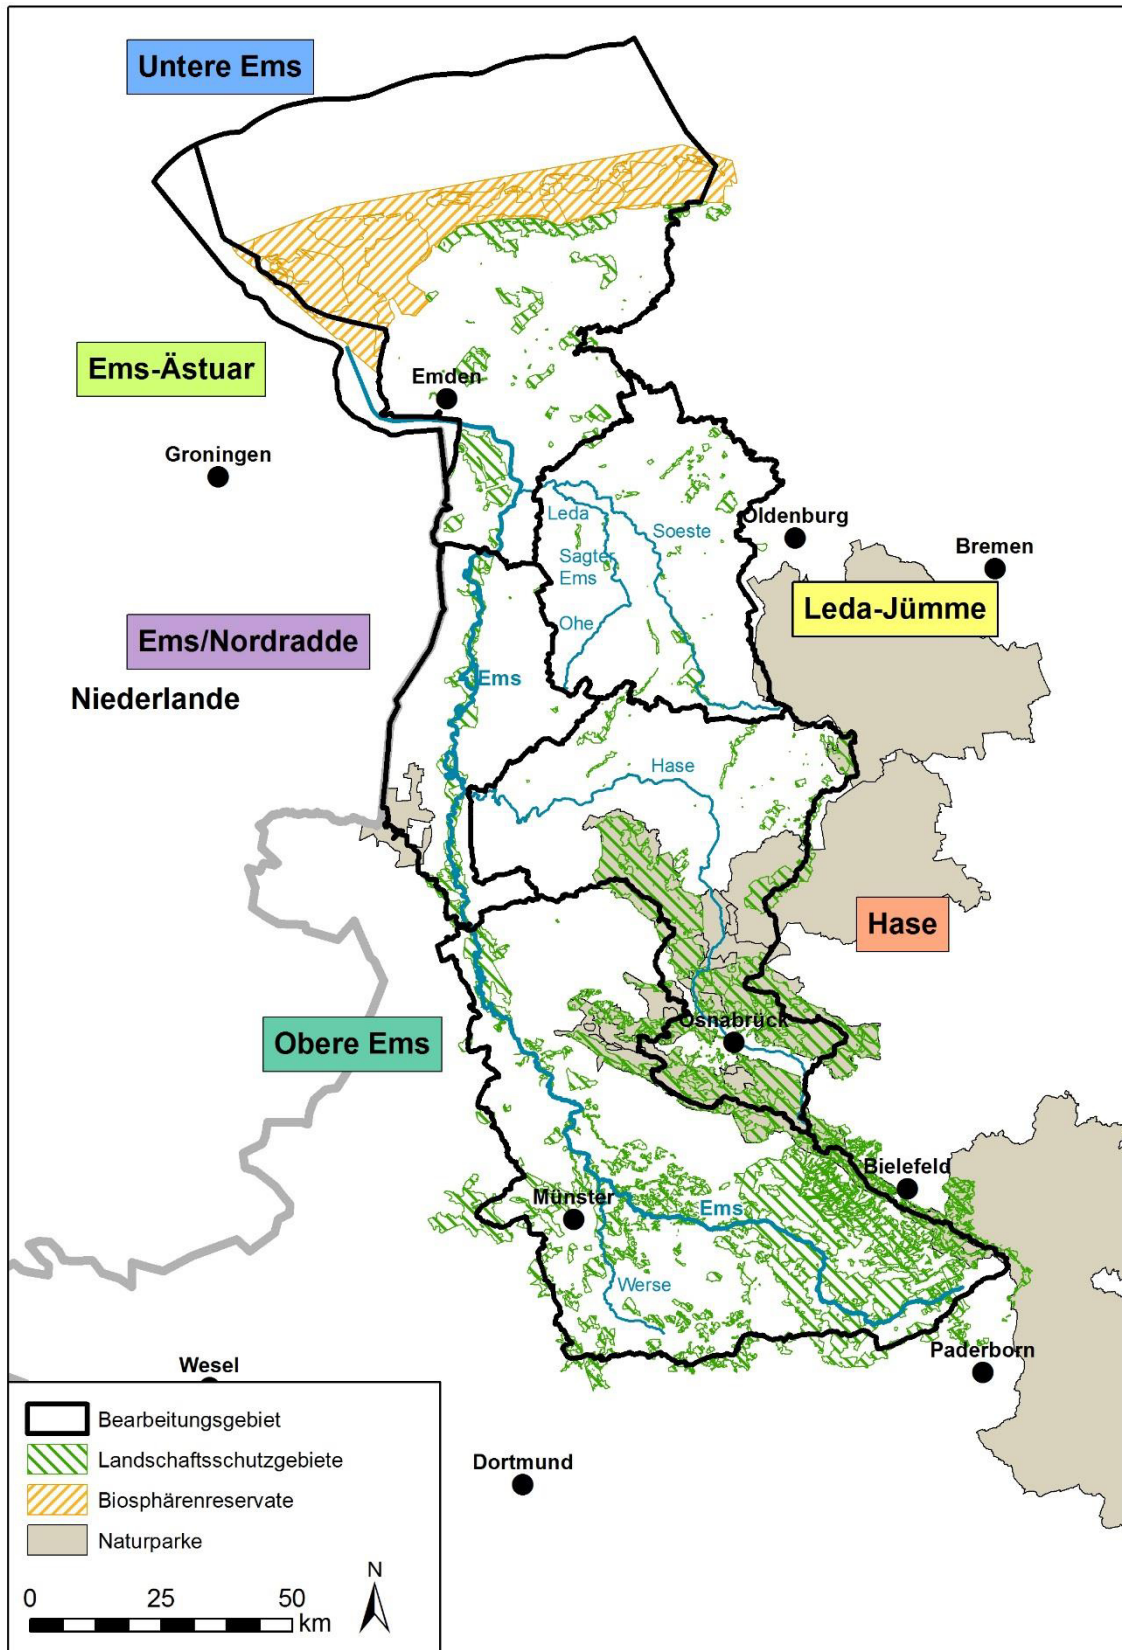 Untere Ems
Ems-Ästuar
Emden
Groningen
Leda
Soeste
Oldenburg
Bremen
Sagter
Ems
Leda-Jümme
Ohe
Ems/Nordradde
Ems
Niederlande
Hase
Hase
Obere Ems
Osnabrück
Bielefeld
Münster
Ems
Werse
Wesel
Paderborn
Dortmund
Bearbeitungsgebiet
Landschaftsschutzgebiete
Biosphärenreservate
Naturparke
N
0 25 50
km